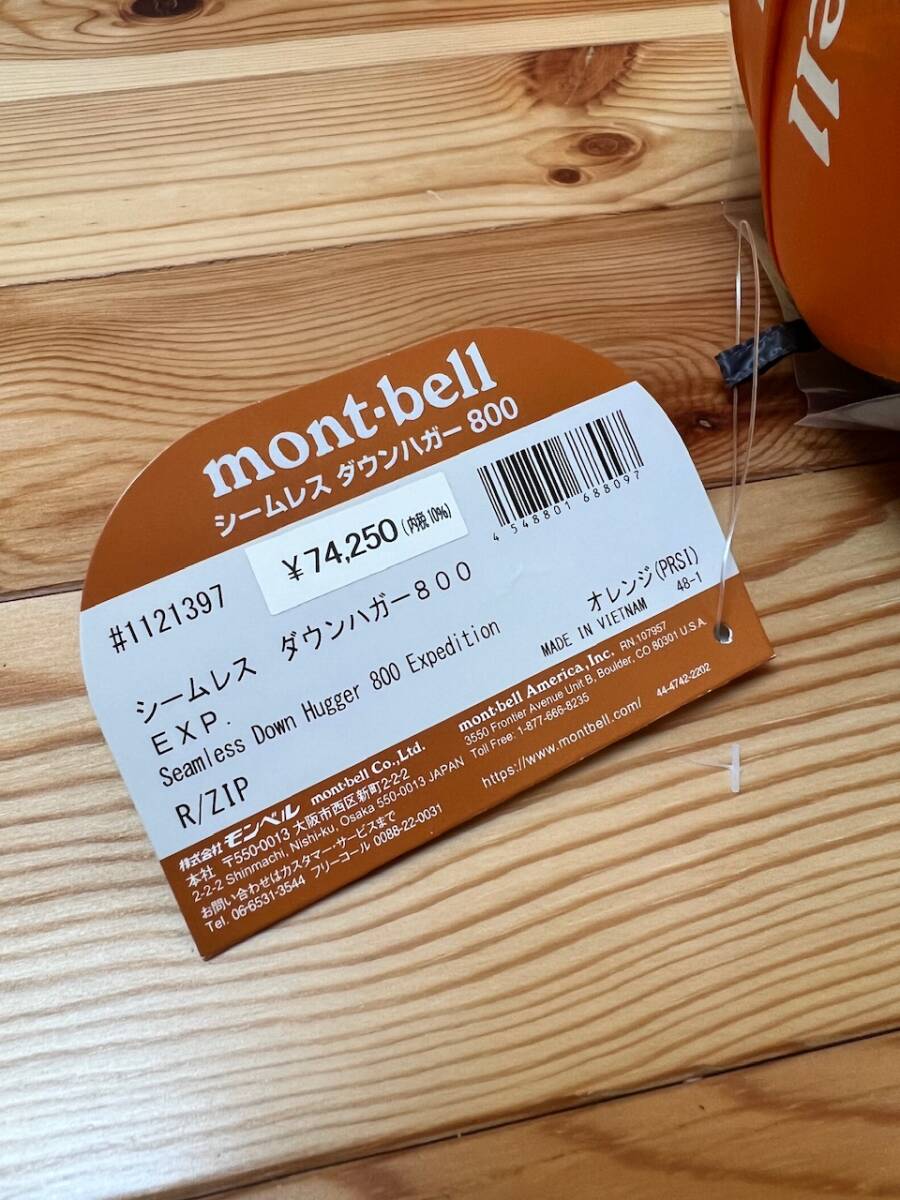 ell
mont-bell
シームレス ダウンハガー 800
¥74,250(内税10%)
4 548801 688097
#1121397
シームレス ダウンハガー800
EXP.
Seamless Down Hugger 800 Expedition
R/ZIP
オレンジ(PRSI)
MADE IN VIETNAM 48-1
株式会社モンベル mont-bell Co.,Ltd.
本社 〒550-0013 大阪市西区新町2-2-2
2-2-2 Shinmachi, Nishi-ku, Osaka 550-0013 JAPAN
お問い合わせはカスタマー・サービスまで
Tel. 06-6531-3544 フリーコール 0088-22-0031
mont-bell America, Inc. RN.107957
3550 Frontier Avenue Unit B, Boulder, CO 80301 U.S.A.
Toll Free: 1-877-666-8235
https://www.montbell.com/ 44-4742-2202